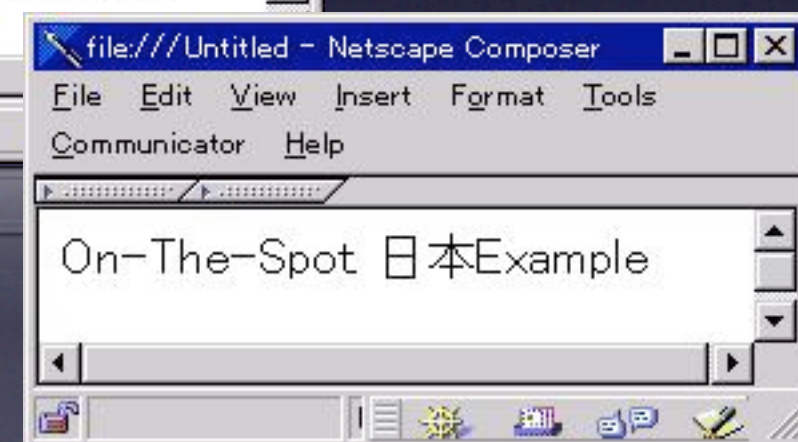 file:///Untitled - Netscape Composer
File Edit View Insert Format Tools
Communicator Help
On-The-Spot 日本Example